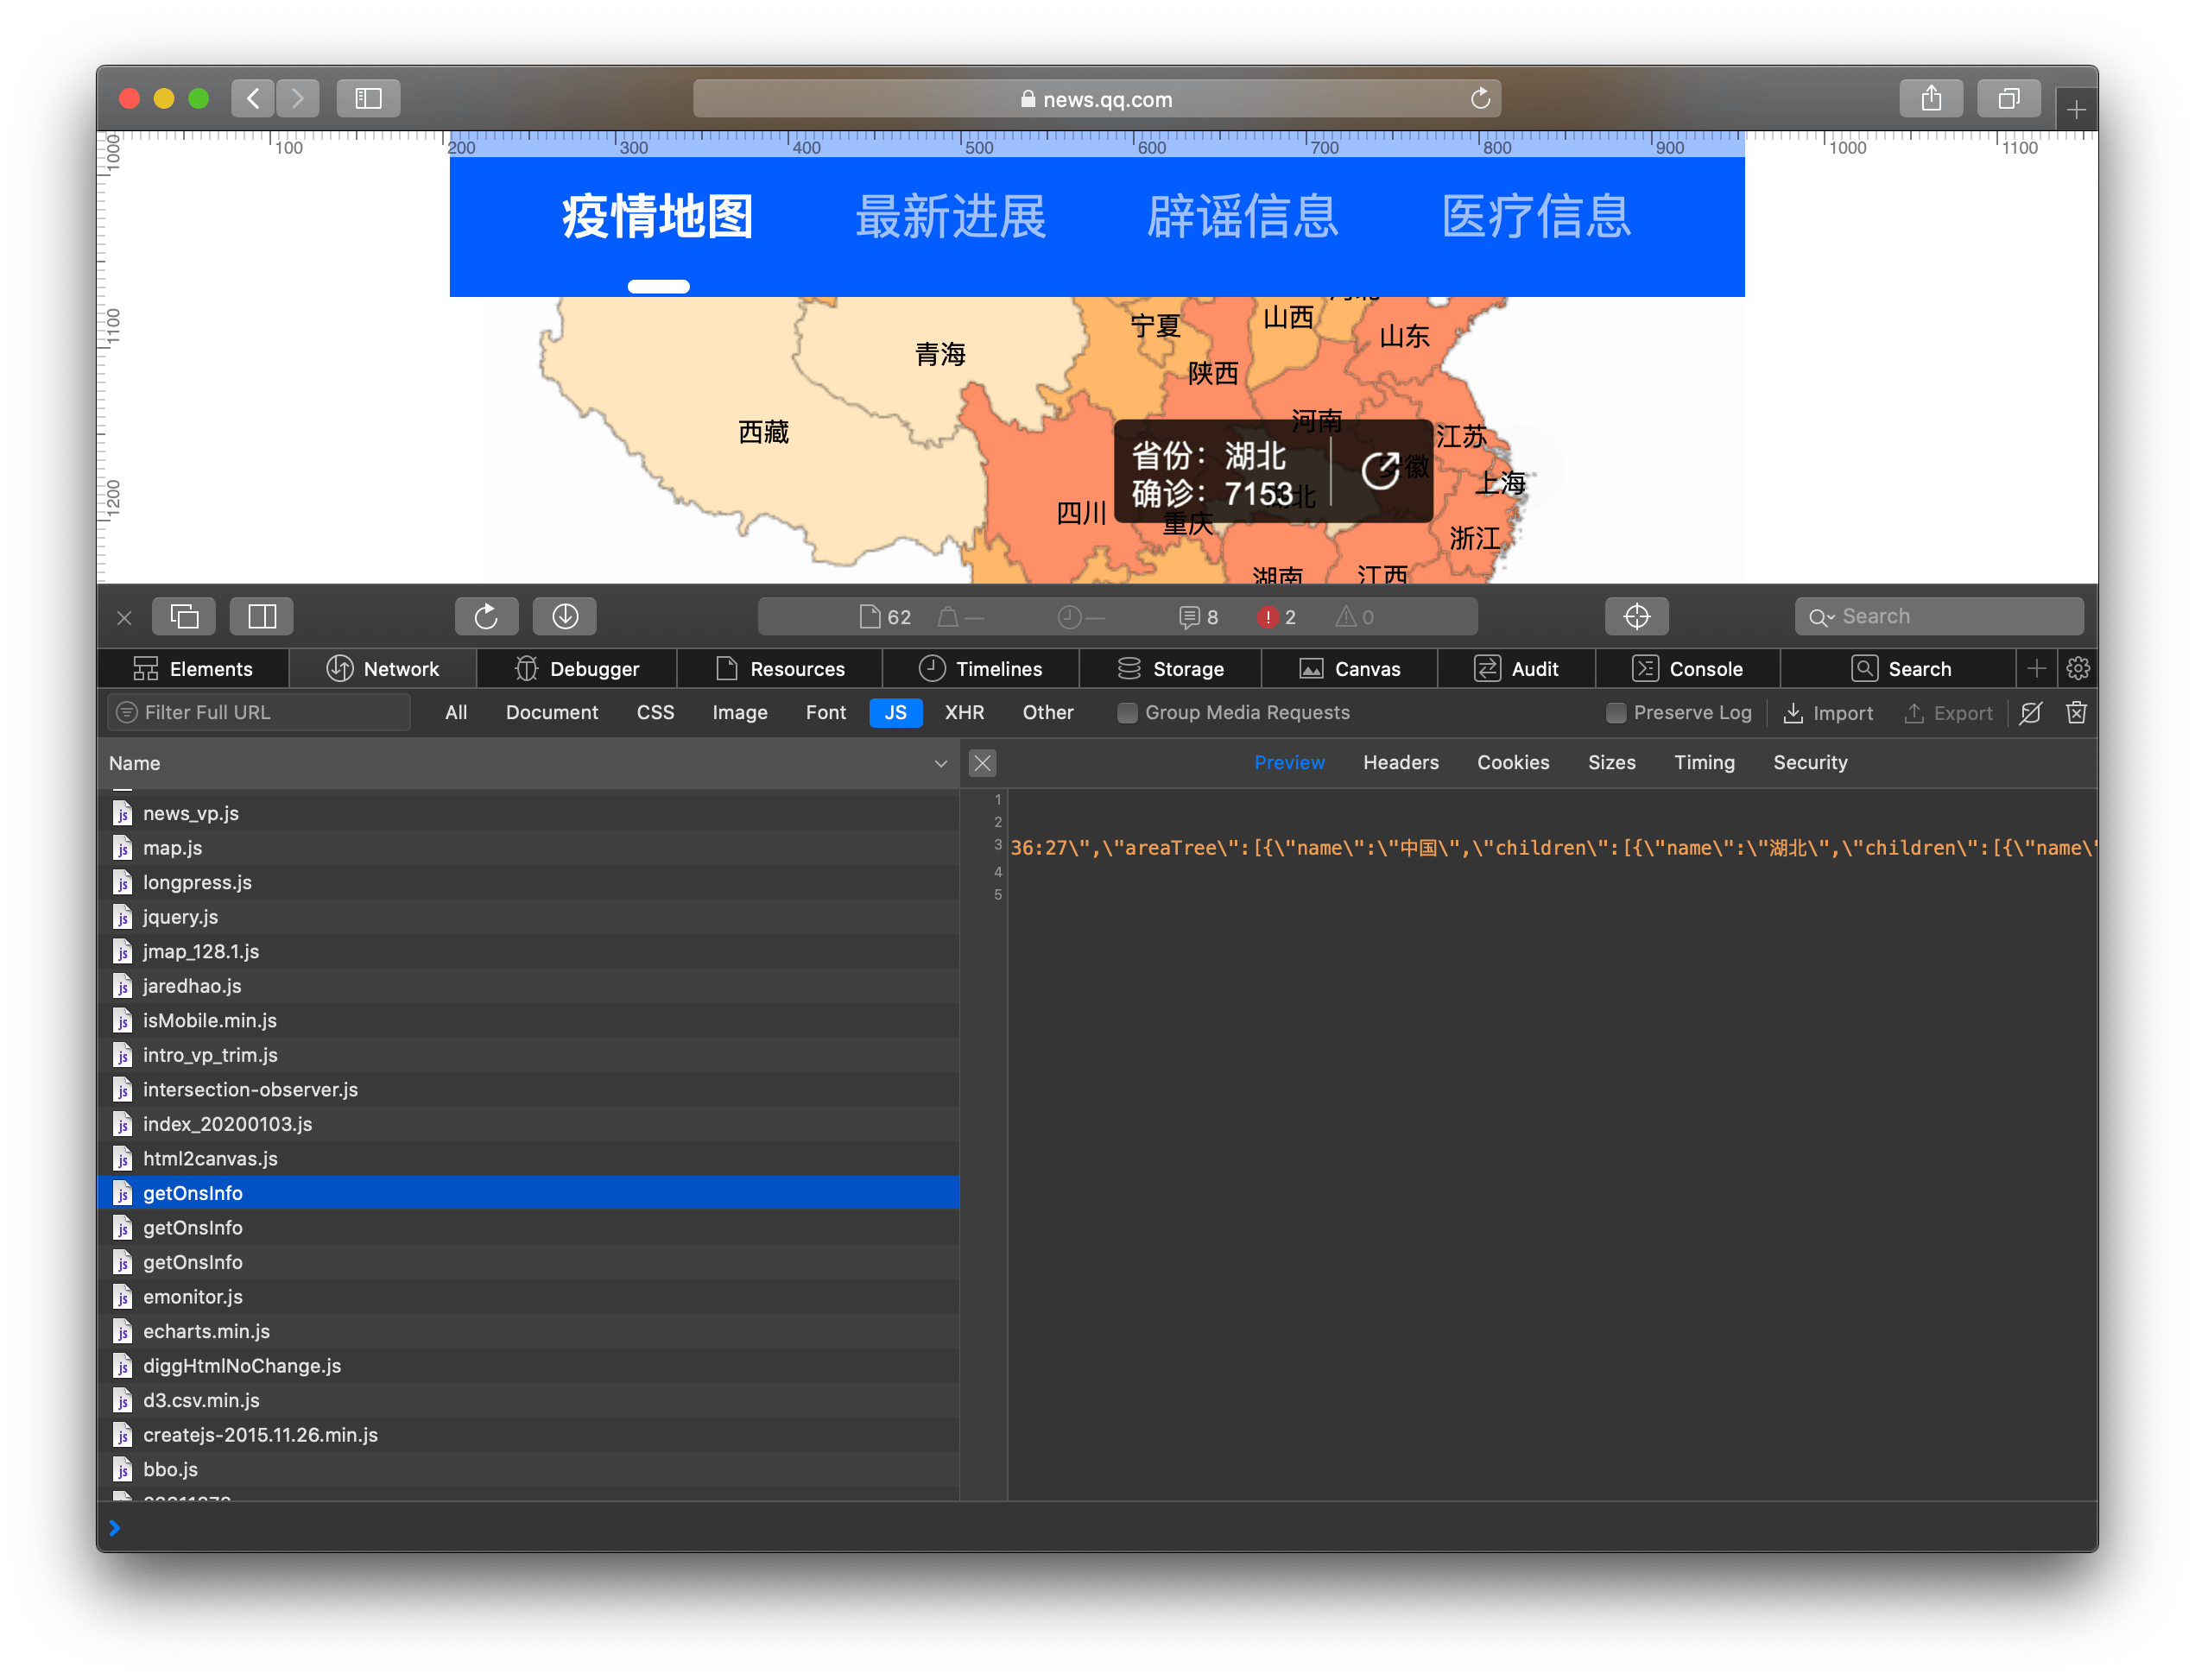 news.qq.com
100 200 300 400 500 600 700 800 900 1000 1100
1000
1100
1200
疫情地图 最新进展 辟谣信息 医疗信息
宁夏 山西 山东
青海 陕西
西藏 河南 江苏
省份：湖北
确诊：7153
上海
四川 重庆 浙江
湖南 江西
62 — — 8 2 0 Search
Elements Network Debugger Resources Timelines Storage Canvas Audit Console Search
Filter Full URL All Document CSS Image Font JS XHR Other Group Media Requests Preserve Log Import Export
Name Preview Headers Cookies Sizes Timing Security
1
2
3 36:27\",\"areaTree\":[{\"name\":\"中国\",\"children\":[{\"name\":\"湖北\",\"children\":[{\"name\"
4
5
news_vp.js
map.js
longpress.js
jquery.js
jmap_128.1.js
jaredhao.js
isMobile.min.js
intro_vp_trim.js
intersection-observer.js
index_20200103.js
html2canvas.js
getOnsInfo
getOnsInfo
getOnsInfo
emonitor.js
echarts.min.js
diggHtmlNoChange.js
d3.csv.min.js
createjs-2015.11.26.min.js
bbo.js